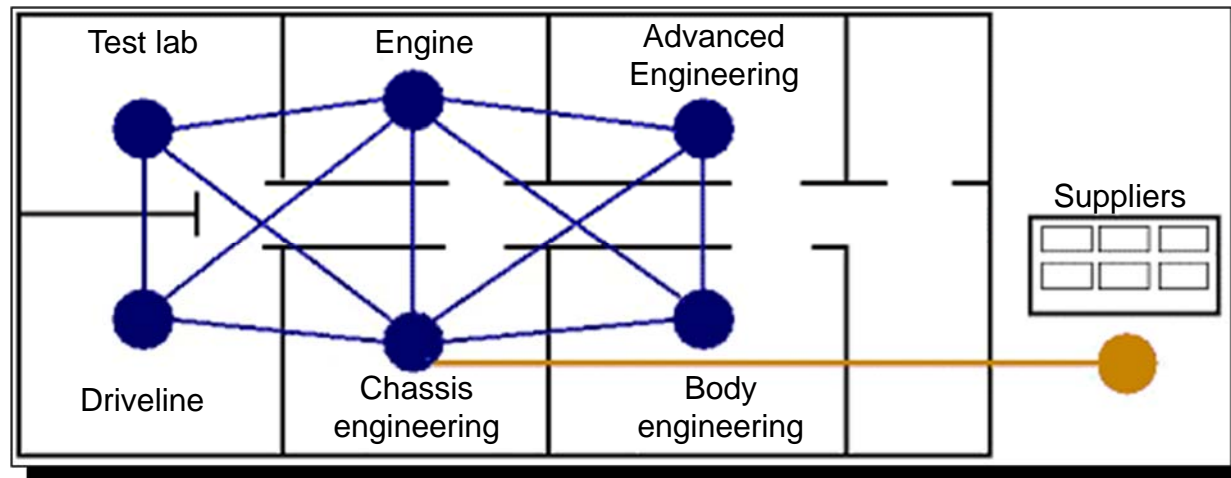 Test lab
Engine
Advanced
Engineering
Suppliers
Driveline
Chassis
engineering
Body
engineering